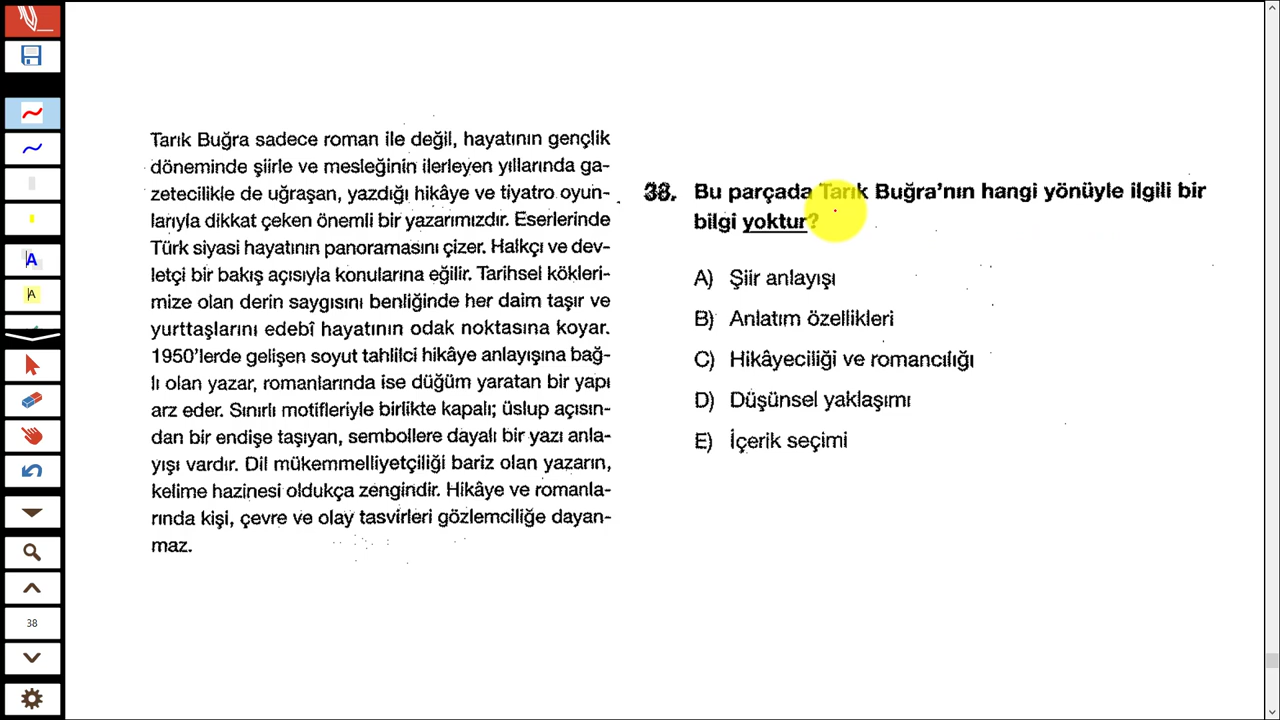 Tarık Buğra sadece roman ile değil, hayatının gençlik
döneminde şiirle ve mesleğinin ilerleyen yıllarında ga-
zetecilikle de uğraşan, yazdığı hikâye ve tiyatro oyun-
larıyla dikkat çeken önemli bir yazarımızdır. Eserlerinde
Türk siyasi hayatının panoramasını çizer. Halkçı ve dev-
letçi bir bakış açısıyla konularına eğilir. Tarihsel kökleri-
mize olan derin saygısını benliğinde her daim taşır ve
yurttaşlarını edebî hayatının odak noktasına koyar.
1950'lerde gelişen soyut tahlilci hikâye anlayışına bağ-
lı olan yazar, romanlarında ise düğüm yaratan bir yapı
arz eder. Sınırlı motifleriyle birlikte kapalı; üslup açısın-
dan bir endişe taşıyan, sembollere dayalı bir yazı anla-
yışı vardır. Dil mükemmelliyetçiliği bariz olan yazarın,
kelime hazinesi oldukça zengindir. Hikâye ve romanla-
rında kişi, çevre ve olay tasvirleri gözlemciliğe dayan-
maz.
38. Bu parçada Tarık Buğra'nın hangi yönüyle ilgili bir
bilgi yoktur?
A) Şiir anlayışı
B) Anlatım özellikleri
C) Hikâyeciliği ve romancılığı
D) Düşünsel yaklaşımı
E) İçerik seçimi
A
A
38